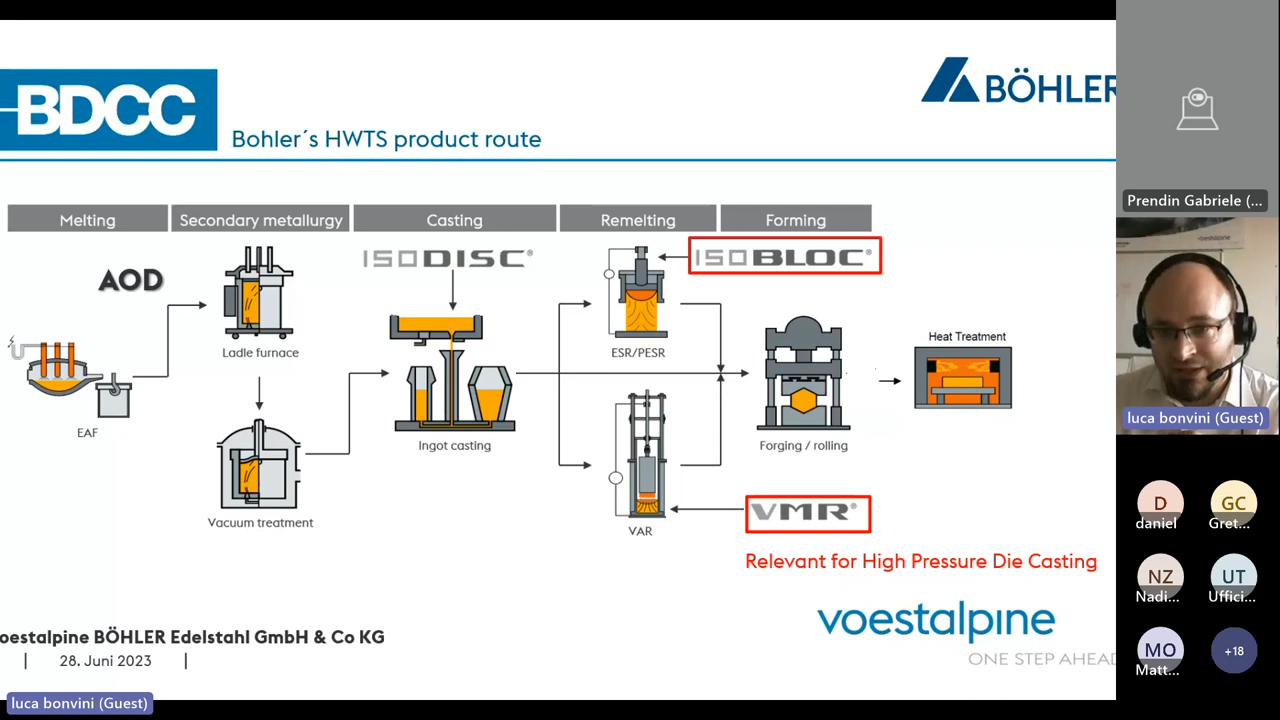 BDCC
BÖHLER
Bohler´s HWTS product route
Melting
Secondary metallurgy
Casting
Remelting
Forming
AOD
ISODISC®
ISOBLOC®
Ladle furnace
ESR/PESR
Heat Treatment
EAF
Ingot casting
Forging / rolling
Vacuum treatment
VAR
VMR®
Relevant for High Pressure Die Casting
voestalpine
ONE STEP AHEA
oestalpine BÖHLER Edelstahl GmbH & Co KG
| 28. Juni 2023 |
luca bonvini (Guest)
Prendin Gabriele (...
luca bonvini (Guest)
D
daniel
GC
Gret...
NZ
Nadi...
UT
Uffici...
MO
Matt...
+18